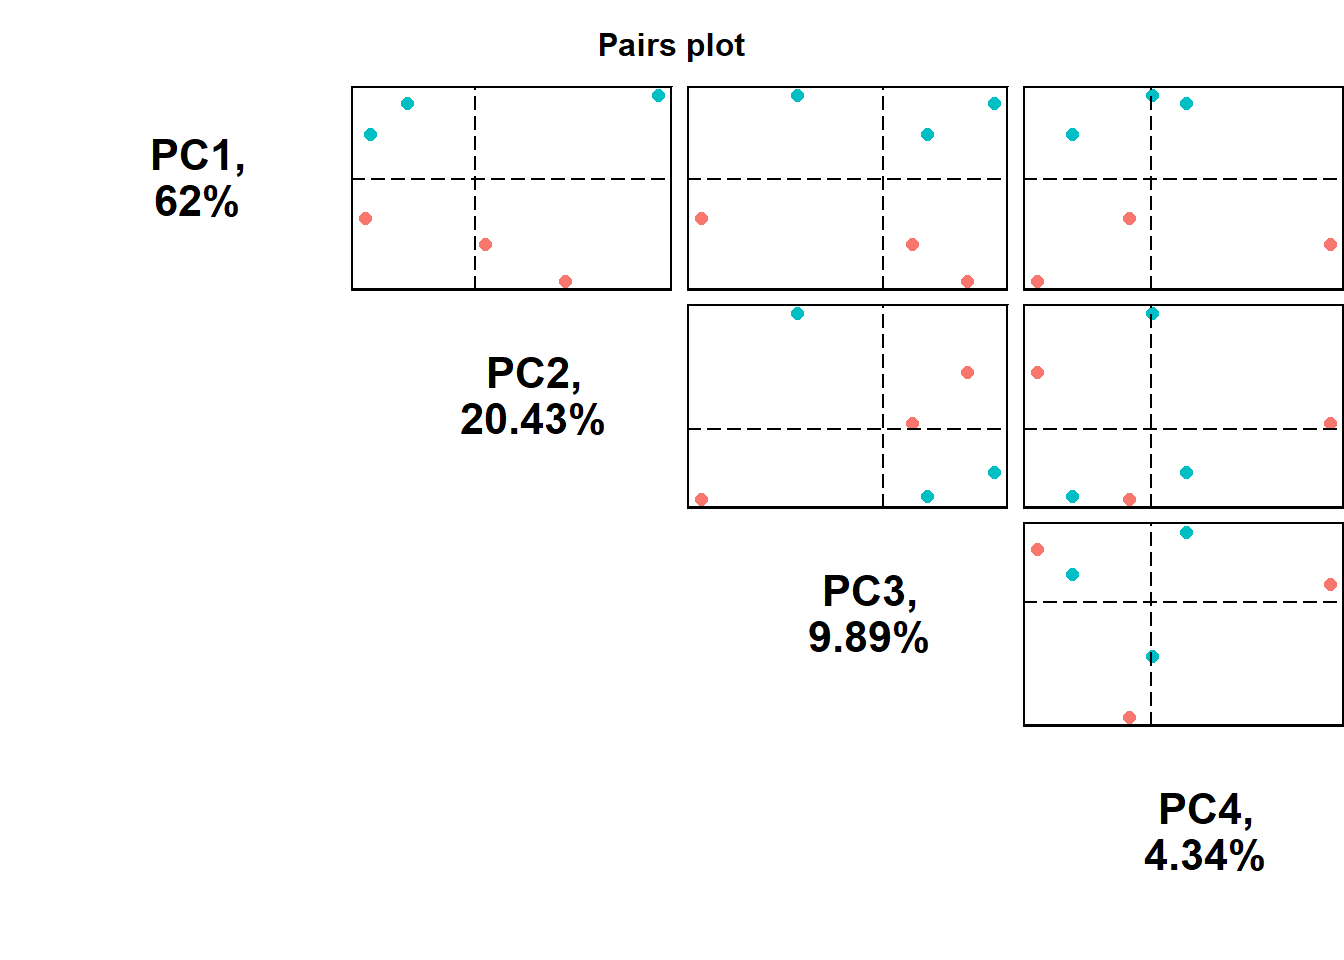 Pairs plot
PC1,
62%
PC2,
20.43%
PC3,
9.89%
PC4,
4.34%